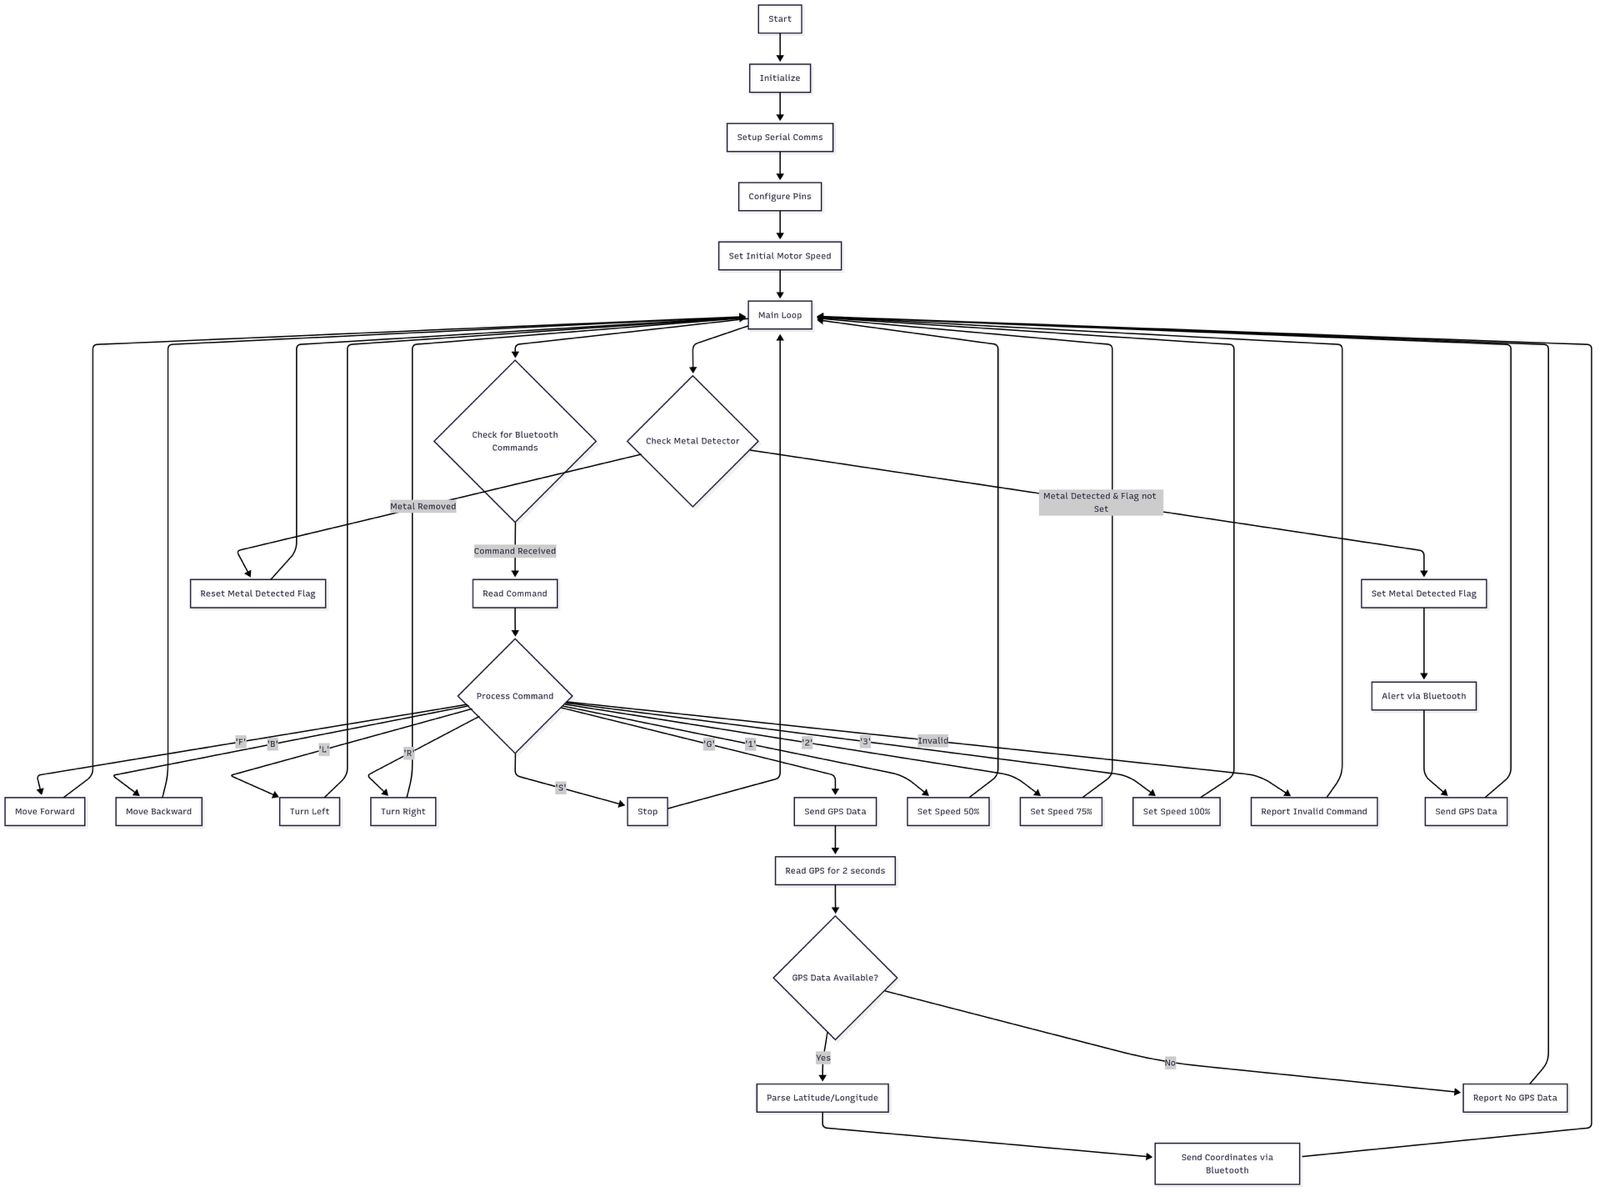 Start
Initialize
Setup Serial Comms
Configure Pins
Set Initial Motor Speed
Main Loop
Check for Bluetooth
Commands
Check Metal Detector
Metal Removed
Metal Detected & Flag not
Set
Command Received
Reset Metal Detected Flag
Read Command
Set Metal Detected Flag
Process Command
Alert via Bluetooth
'F'
'B'
'L'
'R
'S'
'G'
'1'
'2'
'3'
Invalid
Move Forward
Move Backward
Turn Left
Turn Right
Stop
Send GPS Data
Set Speed 50%
Set Speed 75%
Set Speed 100%
Report Invalid Command
Send GPS Data
Read GPS for 2 seconds
GPS Data Available?
Yes
No
Parse Latitude/Longitude
Report No GPS Data
Send Coordinates via
Bluetooth